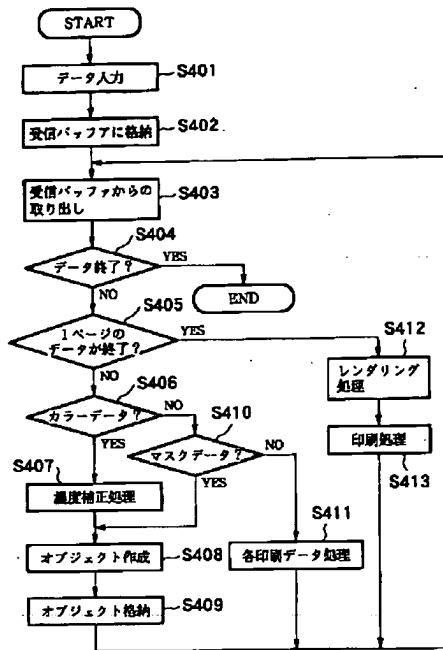 START
データ入力
S401
受信バッファに格納
S402
受信バッファからの
取り出し
S403
S404
データ終了?
YES
NO
END
S405
1ページの
データが終了?
YES
NO
S412
レンダリング
処理
S406
カラーデータ?
NO
YES
S410
マスクデータ?
NO
YES
印刷処理
S413
S407
濃度補正処理
S411
各印刷データ処理
オブジェクト作成
S408
オブジェクト格納
S409